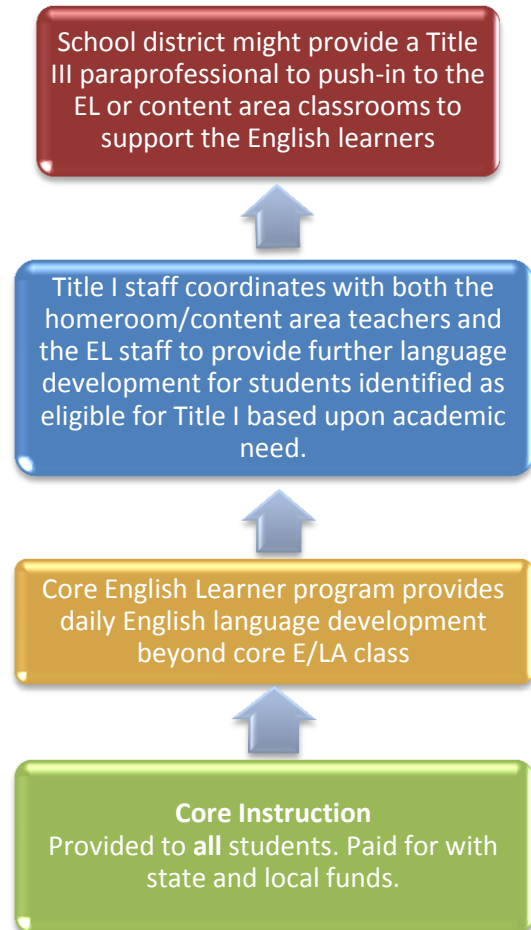 School district might provide a Title
III paraprofessional to push-in to the
EL or content area classrooms to
support the English learners
Title I staff coordinates with both the
homeroom/content area teachers and
the EL staff to provide further language
development for students identified as
eligible for Title I based upon academic
need.
Core English Learner program provides
daily English language development
beyond core E/LA class
Core Instruction
Provided to all students. Paid for with
state and local funds.